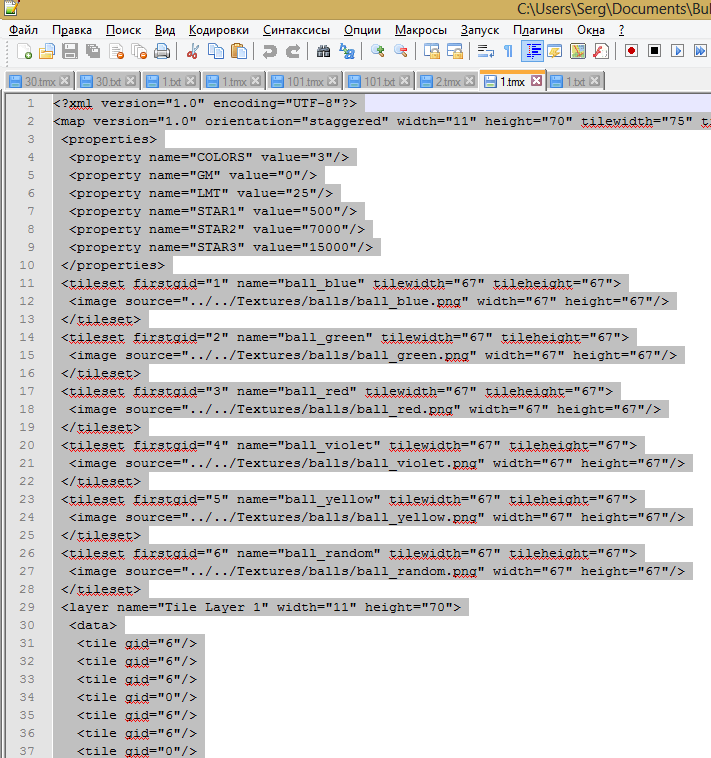 C:\Users\Serg\Documents\Bul
Файл Правка Поиск Вид Кодировки Синтаксисы Опции Макросы Запуск Плагины Окна ?
30.tmx 30.txt 1.txt 1.tmx 101.tmx 101.txt 2.tmx 1.tmx 1.txt
1 <?xml version="1.0" encoding="UTF-8"?>
2 <map version="1.0" orientation="staggered" width="11" height="70" tilewidth="75" ti
3 <properties>
4 <property name="COLORS" value="3"/>
5 <property name="GM" value="0"/>
6 <property name="LMT" value="25"/>
7 <property name="STAR1" value="500"/>
8 <property name="STAR2" value="7000"/>
9 <property name="STAR3" value="15000"/>
10 </properties>
11 <tileset firstgid="1" name="ball_blue" tilewidth="67" tileheight="67">
12 <image source="../../Textures/balls/ball_blue.png" width="67" height="67"/>
13 </tileset>
14 <tileset firstgid="2" name="ball_green" tilewidth="67" tileheight="67">
15 <image source="../../Textures/balls/ball_green.png" width="67" height="67"/>
16 </tileset>
17 <tileset firstgid="3" name="ball_red" tilewidth="67" tileheight="67">
18 <image source="../../Textures/balls/ball_red.png" width="67" height="67"/>
19 </tileset>
20 <tileset firstgid="4" name="ball_violet" tilewidth="67" tileheight="67">
21 <image source="../../Textures/balls/ball_violet.png" width="67" height="67"/>
22 </tileset>
23 <tileset firstgid="5" name="ball_yellow" tilewidth="67" tileheight="67">
24 <image source="../../Textures/balls/ball_yellow.png" width="67" height="67"/>
25 </tileset>
26 <tileset firstgid="6" name="ball_random" tilewidth="67" tileheight="67">
27 <image source="../../Textures/balls/ball_random.png" width="67" height="67"/>
28 </tileset>
29 <layer name="Tile Layer 1" width="11" height="70">
30 <data>
31 <tile gid="6"/>
32 <tile gid="6"/>
33 <tile gid="6"/>
34 <tile gid="0"/>
35 <tile gid="6"/>
36 <tile gid="6"/>
37 <tile gid="0"/>